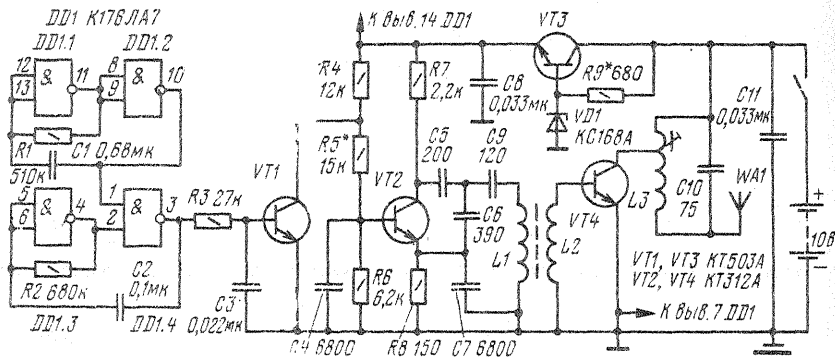 DD1 К176ЛА7
DD1.1
DD1.2
12
13
&
11
8
9
&
10
R1
510к
C1 0,68мк
5
6
&
4
1
2
&
3
R2 680к
C2
0,1мк
DD1.3
DD1.4
R3 27к
C3
0,022мк
VT1
К выв. 14 DD1
R4
12к
R5*
15к
R6
6,2к
C4 6800
R7
2,2к
VT2
R8 150
C7 6800
C5
200
C6
390
C9
120
C8
0,033мк
L1
L2
VT3
R9* 680
VD1
КС168А
VT4
L3
C10
75
WA1
C11
0,033мк
+
10В
−
VT1, VT3 КТ503А
VT2, VT4 КТ312А
К выв. 7 DD1